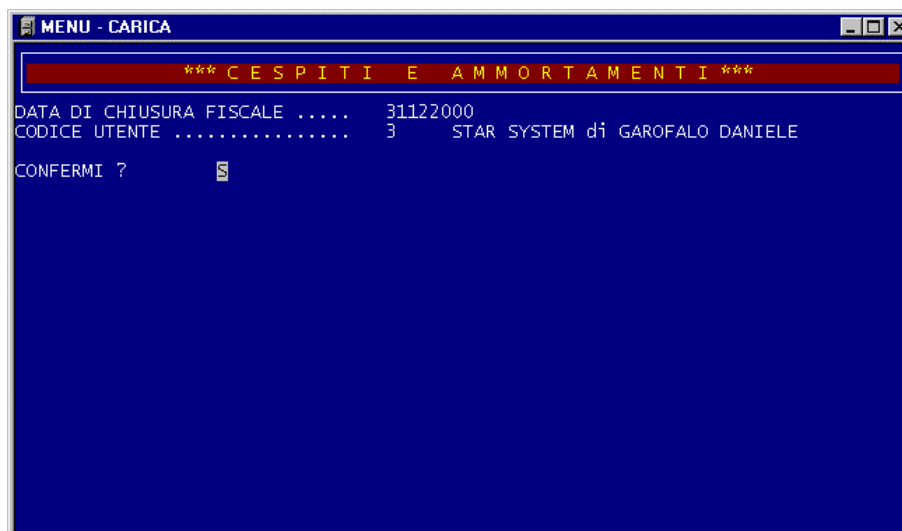 MENU - CARICA
*** C E S P I T I   E   A M M O R T A M E N T I ***
DATA DI CHIUSURA FISCALE ..... 31122000
CODICE UTENTE ................ 3 STAR SYSTEM di GAROFALO DANIELE
CONFERMI ? S